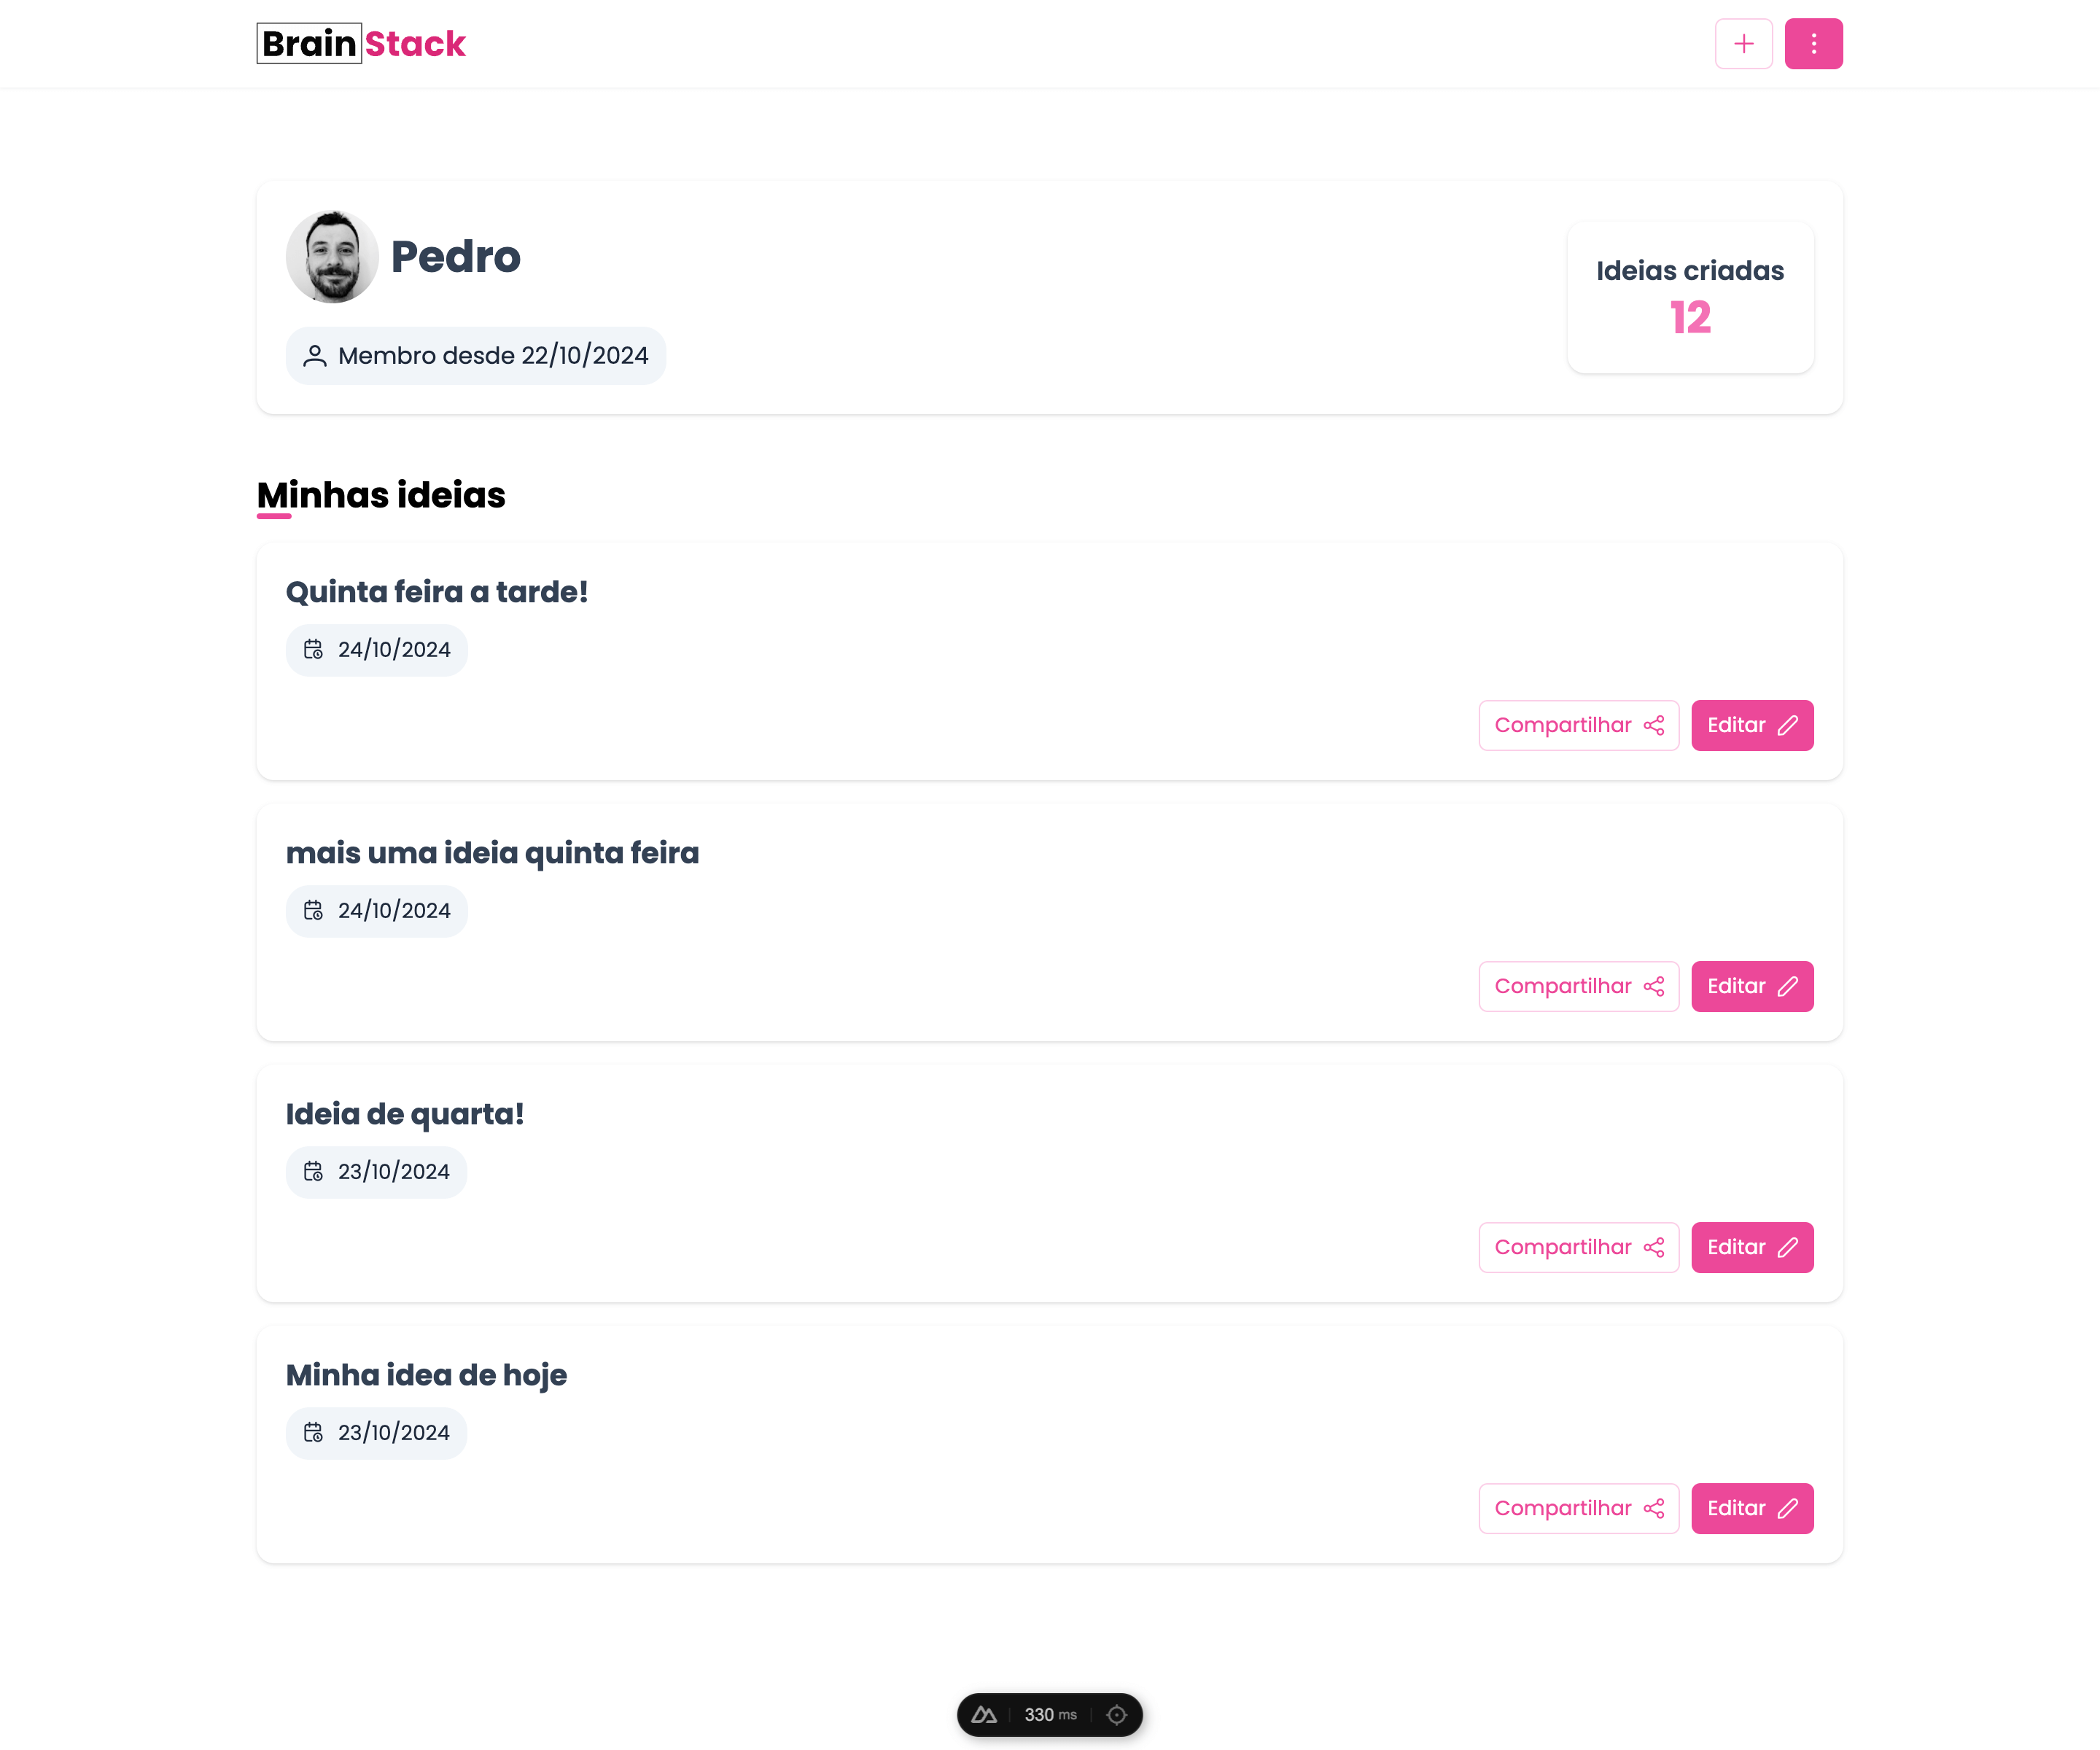 BrainStack
Pedro
Membro desde 22/10/2024
Ideias criadas
12
Minhas ideias
Quinta feira a tarde!
24/10/2024
Compartilhar
Editar
mais uma ideia quinta feira
24/10/2024
Compartilhar
Editar
Ideia de quarta!
23/10/2024
Compartilhar
Editar
Minha idea de hoje
23/10/2024
Compartilhar
Editar
330 ms